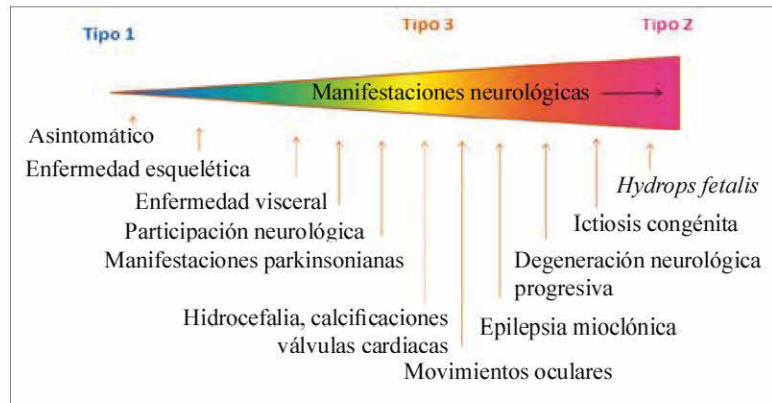 Tipo 1
Tipo 3
Tipo 2
Manifestaciones neurológicas
Asintomático
Enfermedad esquelética
Enfermedad visceral
Participación neurológica
Manifestaciones parkinsonianas
Hidrocefalia, calcificaciones
válvulas cardiacas
Movimientos oculares
Epilepsia mioclónica
Degeneración neurológica
progresiva
Ictiosis congénita
Hydrops fetalis